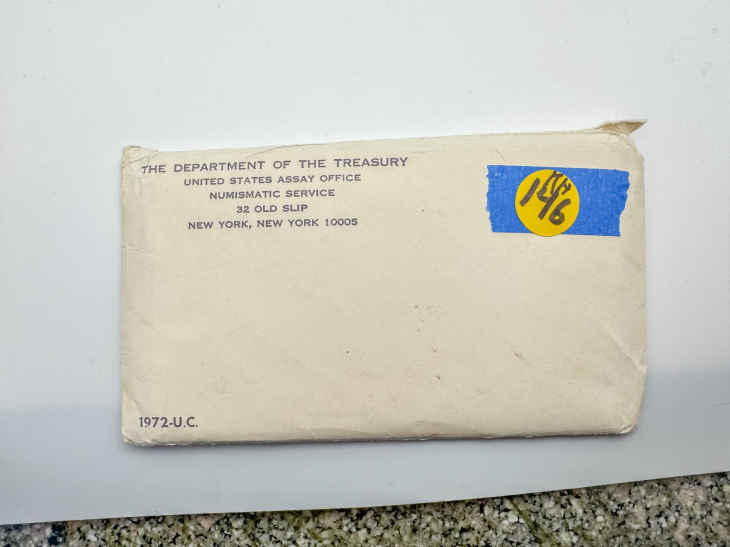 THE DEPARTMENT OF THE TREASURY
UNITED STATES ASSAY OFFICE
NUMISMATIC SERVICE
32 OLD SLIP
NEW YORK, NEW YORK 10005
1972-U.C.